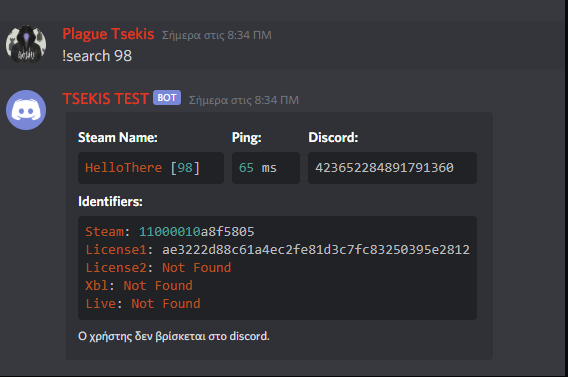 Plague Tsekis Σήμερα στις 8:34 ΠΜ
!search 98
TSEKIS TEST BOT Σήμερα στις 8:34 ΠΜ
Steam Name: Ping: Discord:
HelloThere [98] 65 ms 423652284891791360
Identifiers:
Steam: 11000010a8f5805
License1: ae3222d88c61a4ec2fe81d3c7fc83250395e2812
License2: Not Found
Xbl: Not Found
Live: Not Found
Ο χρήστης δεν βρίσκεται στο discord.